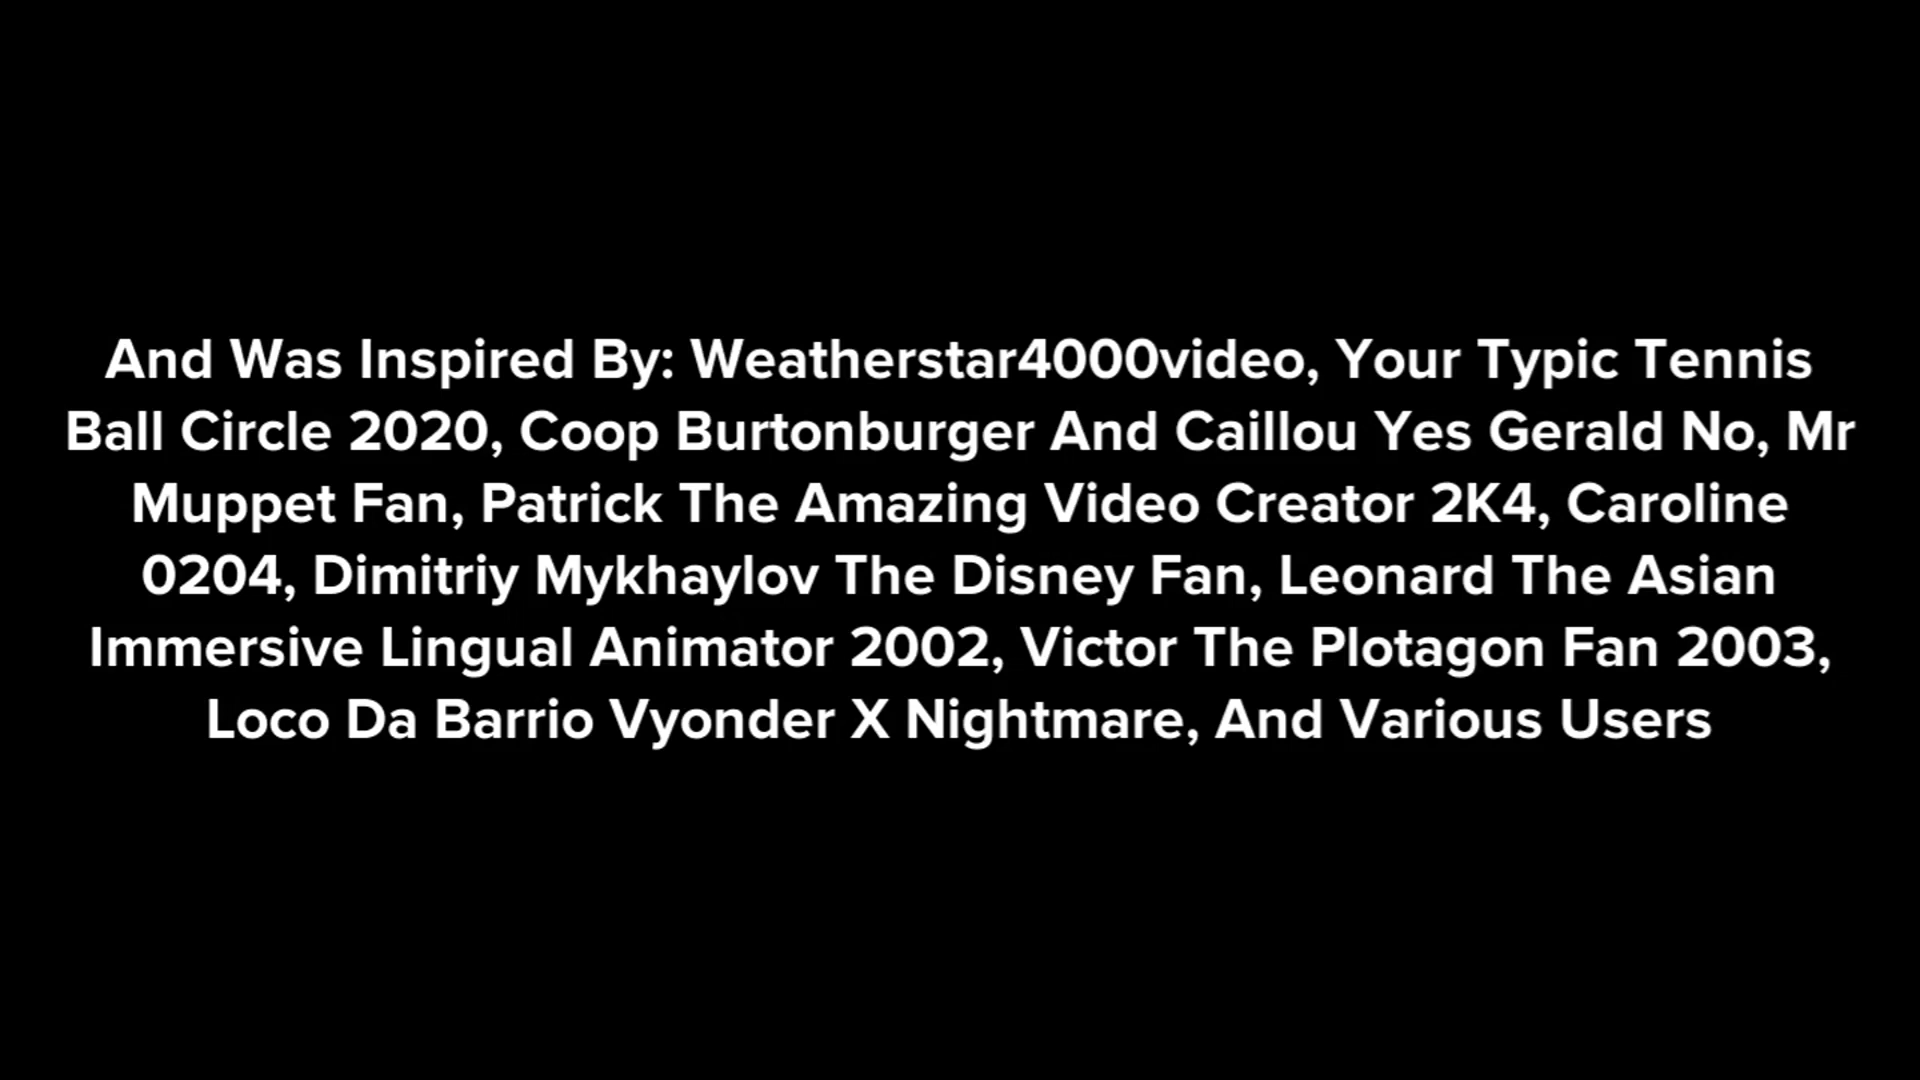 And Was Inspired By: Weatherstar4000video, Your Typic Tennis
Ball Circle 2020, Coop Burtonburger And Caillou Yes Gerald No, Mr
Muppet Fan, Patrick The Amazing Video Creator 2K4, Caroline
0204, Dimitriy Mykhaylov The Disney Fan, Leonard The Asian
Immersive Lingual Animator 2002, Victor The Plotagon Fan 2003,
Loco Da Barrio Vyonder X Nightmare, And Various Users